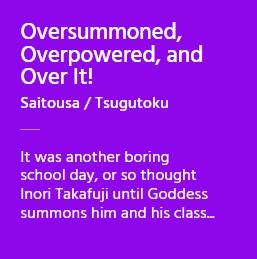 Oversummoned,
Overpowered, and
Over It!
Saitousa / Tsugutoku
It was another boring
school day, or so thought
Inori Takafuji until Goddess
summons him and his class...